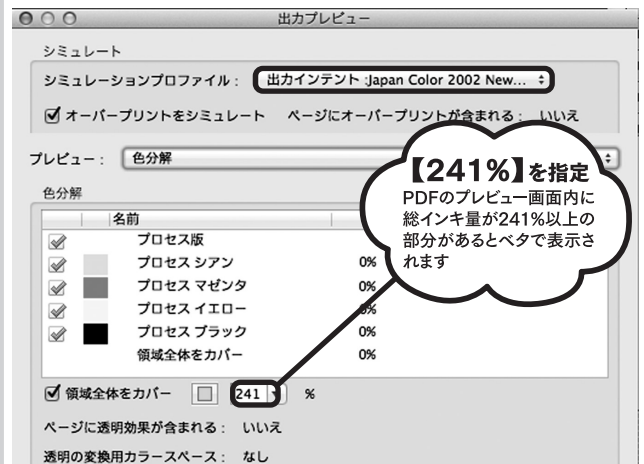 出力プレビュー
シミュレート
シミュレーションプロファイル： 出力インテント :Japan Color 2002 New...
オーバープリントをシミュレート ページにオーバープリントが含まれる： いいえ
プレビュー： 色分解
【241%】を指定
PDFのプレビュー画面内に
総インキ量が241%以上の
部分があるとベタで表示さ
れます
色分解
名前
プロセス版
プロセス シアン 0%
プロセス マゼンタ 0%
プロセス イエロー 0%
プロセス ブラック 0%
領域全体をカバー 0%
領域全体をカバー 241 %
ページに透明効果が含まれる： いいえ
透明の変換用カラースペース： なし